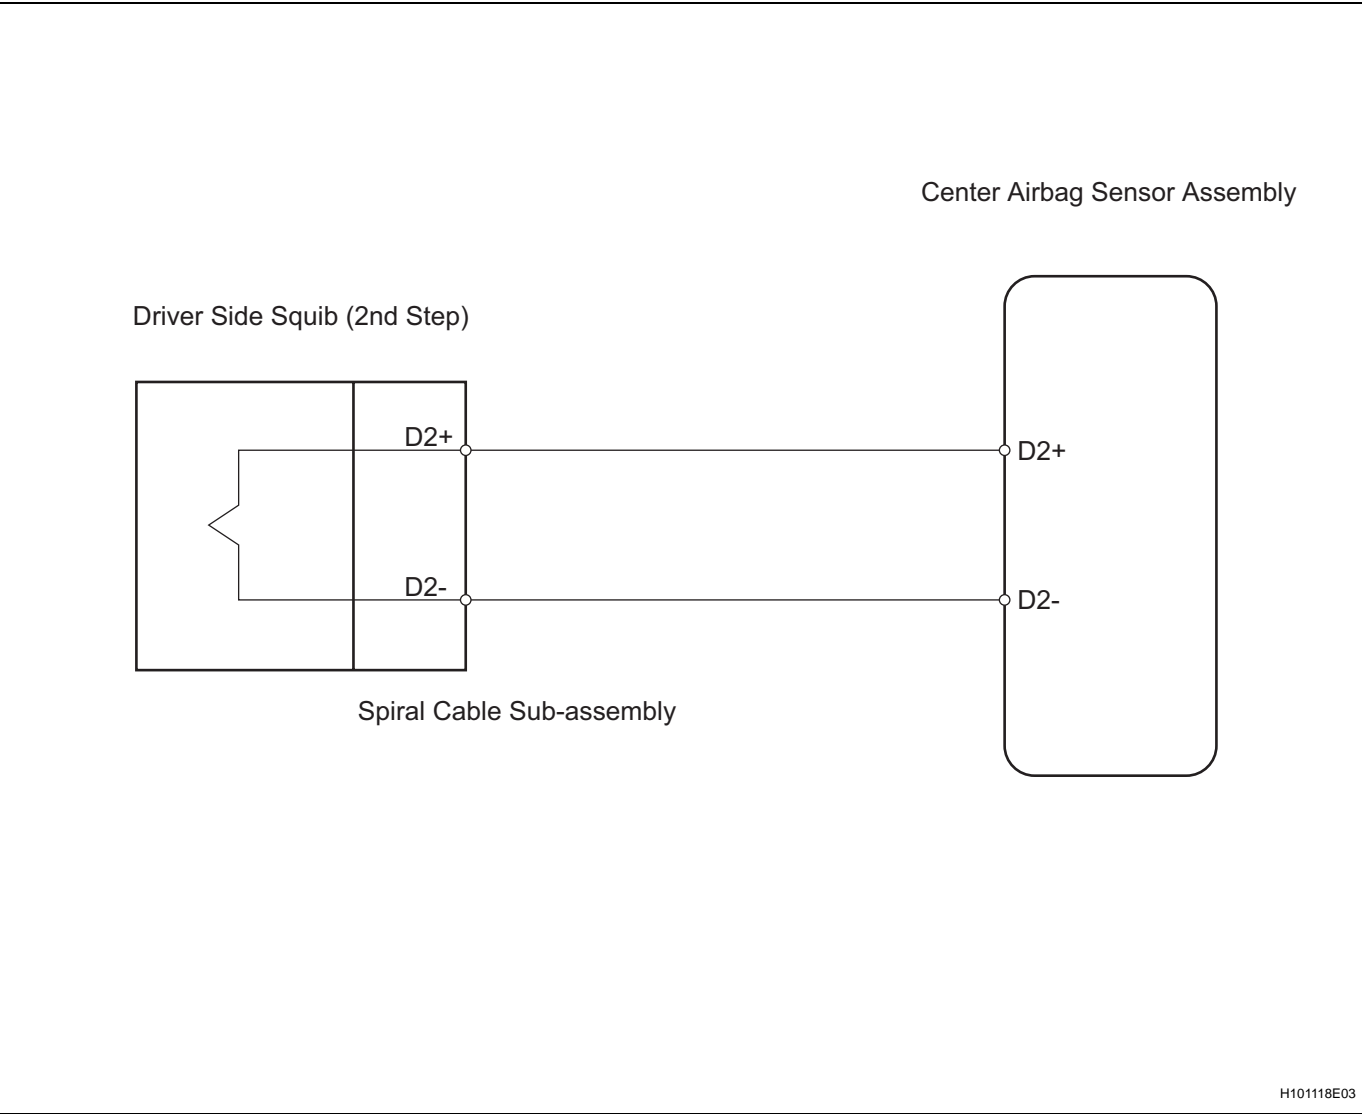 Center Airbag Sensor Assembly
Driver Side Squib (2nd Step)
D2+
D2+
D2-
D2-
Spiral Cable Sub-assembly
H101118E03